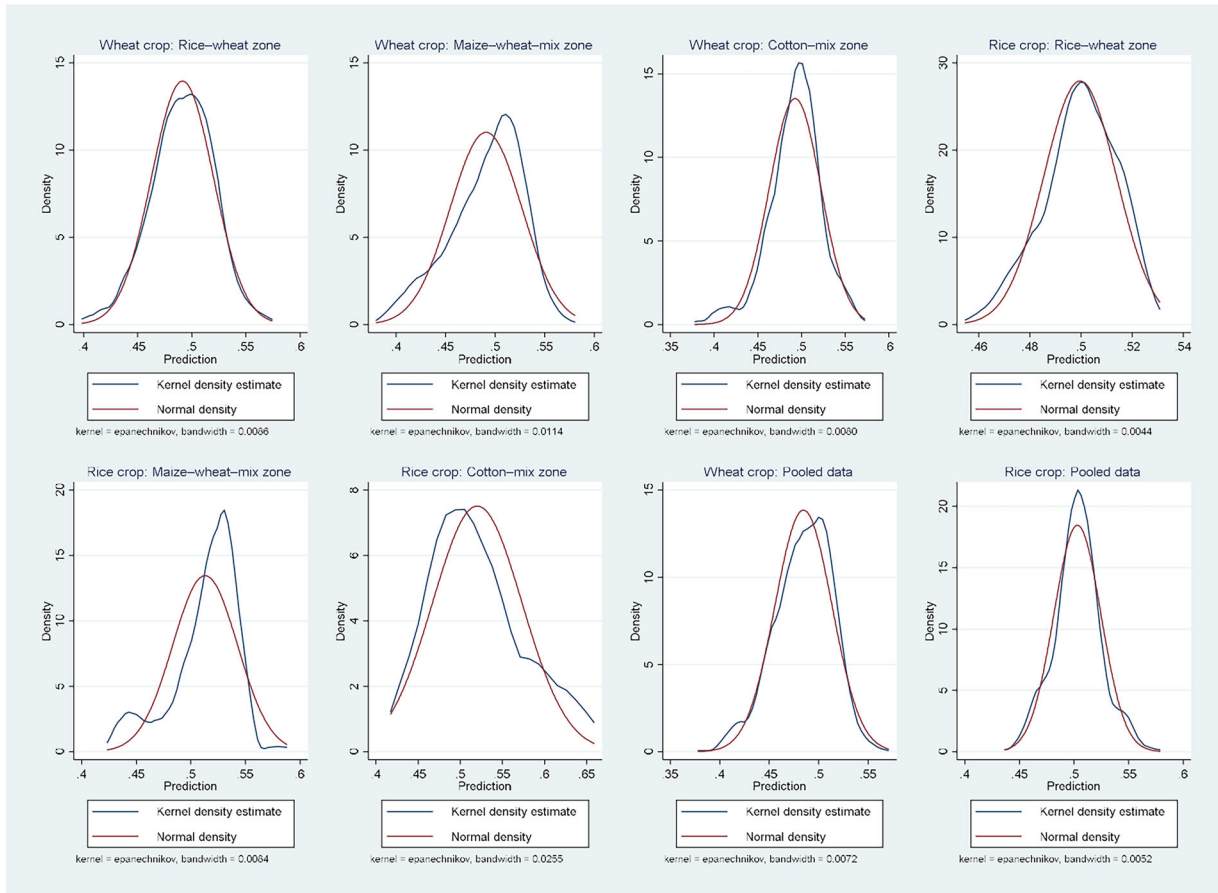 Wheat crop: Rice–wheat zone
15
10
5
0
Density
.4 .45 .5 .55 .6
Prediction
Kernel density estimate
Normal density
kernel = epanechnikov, bandwidth = 0.0086
Wheat crop: Maize–wheat–mix zone
15
10
5
0
Density
.4 .45 .5 .55 .6
Prediction
Kernel density estimate
Normal density
kernel = epanechnikov, bandwidth = 0.0114
Wheat crop: Cotton–mix zone
15
10
5
0
Density
.35 .4 .45 .5 .55 .6
Prediction
Kernel density estimate
Normal density
kernel = epanechnikov, bandwidth = 0.0080
Rice crop: Rice–wheat zone
30
20
10
0
Density
.46 .48 .5 .52 .54
Prediction
Kernel density estimate
Normal density
kernel = epanechnikov, bandwidth = 0.0044
Rice crop: Maize–wheat–mix zone
20
15
10
5
0
Density
.4 .45 .5 .55 .6
Prediction
Kernel density estimate
Normal density
kernel = epanechnikov, bandwidth = 0.0084
Rice crop: Cotton–mix zone
8
6
4
2
Density
.4 .45 .5 .55 .6 .65
Prediction
Kernel density estimate
Normal density
kernel = epanechnikov, bandwidth = 0.0255
Wheat crop: Pooled data
15
10
5
0
Density
.35 .4 .45 .5 .55
Prediction
Kernel density estimate
Normal density
kernel = epanechnikov, bandwidth = 0.0072
Rice crop: Pooled data
20
15
10
5
0
Density
.4 .45 .5 .55 .6
Prediction
Kernel density estimate
Normal density
kernel = epanechnikov, bandwidth = 0.0052